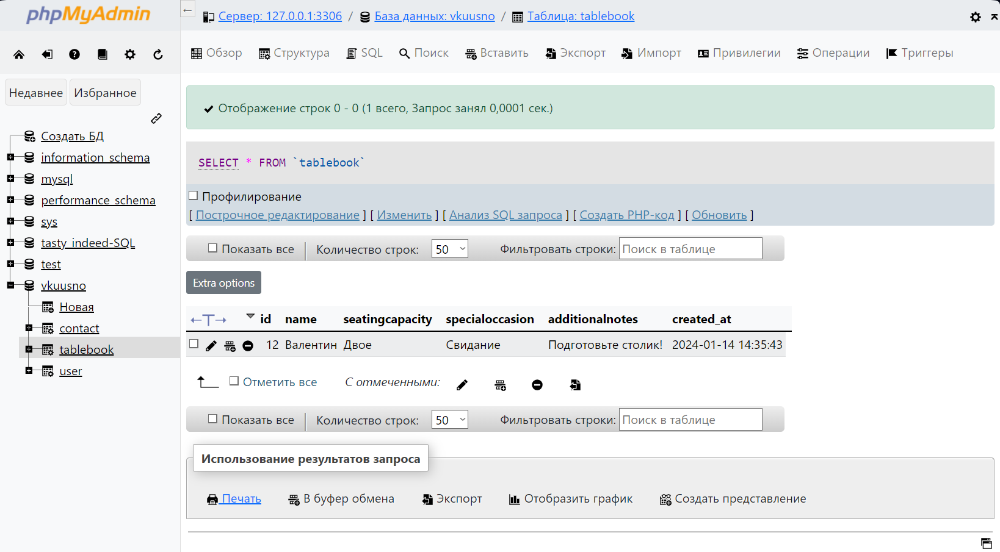 phpMyAdmin
Недавнее Избранное
Создать БД
information_schema
mysql
performance_schema
sys
tasty_indeed-SQL
test
vkuusno
Новая
contact
tablebook
user
← Сервер: 127.0.0.1:3306 / База данных: vkuusno / Таблица: tablebook
Обзор Структура SQL Поиск Вставить Экспорт Импорт Привилегии Операции Триггеры
Отображение строк 0 - 0 (1 всего, Запрос занял 0,0001 сек.)
SELECT * FROM `tablebook`
Профилирование
[ Построчное редактирование ] [ Изменить ] [ Анализ SQL запроса ] [ Создать PHP-код ] [ Обновить ]
Показать все Количество строк: 50 Фильтровать строки: Поиск в таблице
Extra options
←T→ id name seatingcapacity specialoccasion additionalnotes created_at
12 Валентин Двое Свидание Подготовьте столик! 2024-01-14 14:35:43
Отметить все С отмеченными:
Показать все Количество строк: 50 Фильтровать строки: Поиск в таблице
Использование результатов запроса
Печать В буфер обмена Экспорт Отобразить график Создать представление